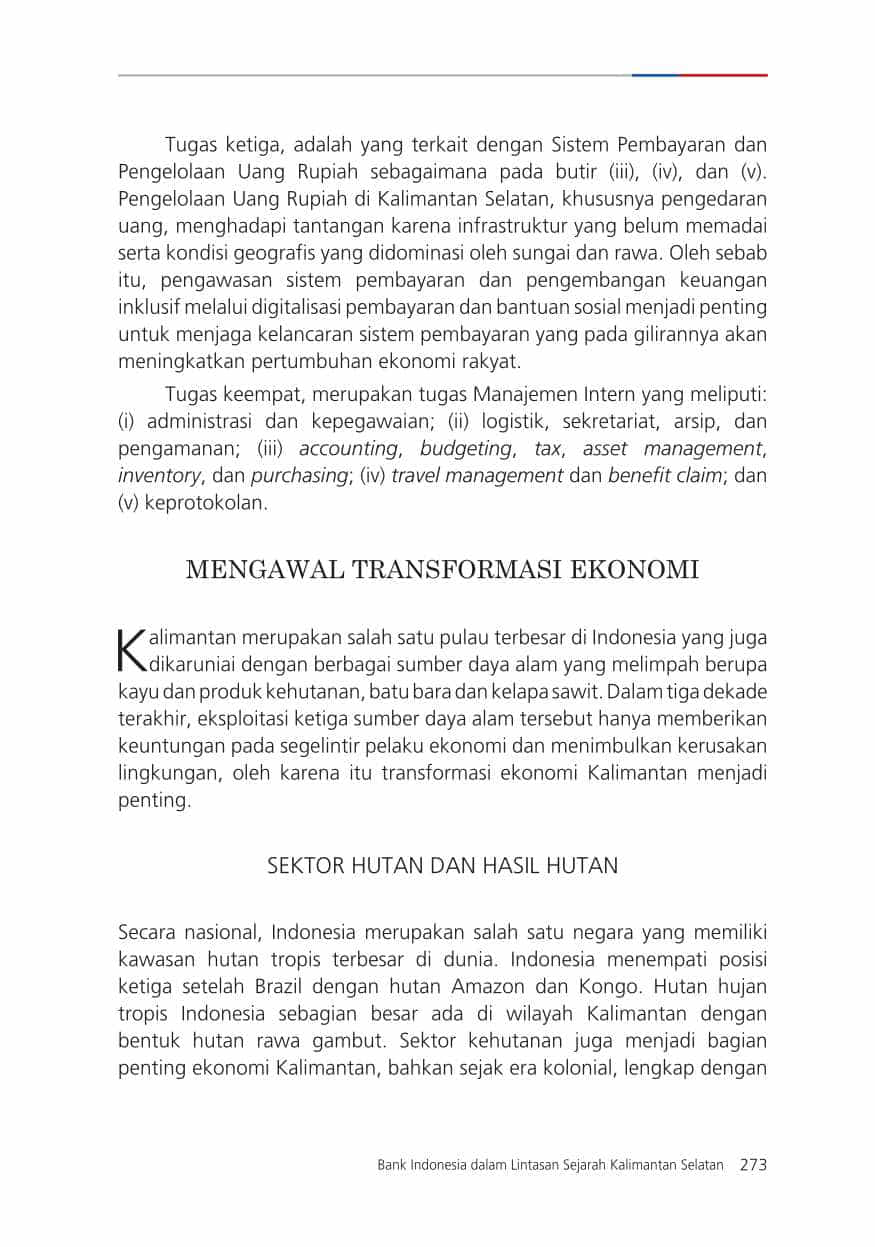 Tugas ketiga, adalah yang terkait dengan Sistem Pembayaran dan
Pengelolaan Uang Rupiah sebagaimana pada butir (iii), (iv), dan (v).
Pengelolaan Uang Rupiah di Kalimantan Selatan, khususnya pengedaran
uang, menghadapi tantangan karena infrastruktur yang belum memadai
serta kondisi geografis yang didominasi oleh sungai dan rawa. Oleh sebab
itu, pengawasan sistem pembayaran dan pengembangan keuangan
inklusif melalui digitalisasi pembayaran dan bantuan sosial menjadi penting
untuk menjaga kelancaran sistem pembayaran yang pada gilirannya akan
meningkatkan pertumbuhan ekonomi rakyat.
Tugas keempat, merupakan tugas Manajemen Intern yang meliputi:
(i) administrasi dan kepegawaian; (ii) logistik, sekretariat, arsip, dan
pengamanan; (iii) accounting, budgeting, tax, asset management,
inventory, dan purchasing; (iv) travel management dan benefit claim; dan
(v) keprotokolan.
MENGAWAL TRANSFORMASI EKONOMI
Kalimantan merupakan salah satu pulau terbesar di Indonesia yang juga
dikaruniai dengan berbagai sumber daya alam yang melimpah berupa
kayu dan produk kehutanan, batu bara dan kelapa sawit. Dalam tiga dekade
terakhir, eksploitasi ketiga sumber daya alam tersebut hanya memberikan
keuntungan pada segelintir pelaku ekonomi dan menimbulkan kerusakan
lingkungan, oleh karena itu transformasi ekonomi Kalimantan menjadi
penting.
SEKTOR HUTAN DAN HASIL HUTAN
Secara nasional, Indonesia merupakan salah satu negara yang memiliki
kawasan hutan tropis terbesar di dunia. Indonesia menempati posisi
ketiga setelah Brazil dengan hutan Amazon dan Kongo. Hutan hujan
tropis Indonesia sebagian besar ada di wilayah Kalimantan dengan
bentuk hutan rawa gambut. Sektor kehutanan juga menjadi bagian
penting ekonomi Kalimantan, bahkan sejak era kolonial, lengkap dengan
Bank Indonesia dalam Lintasan Sejarah Kalimantan Selatan 273